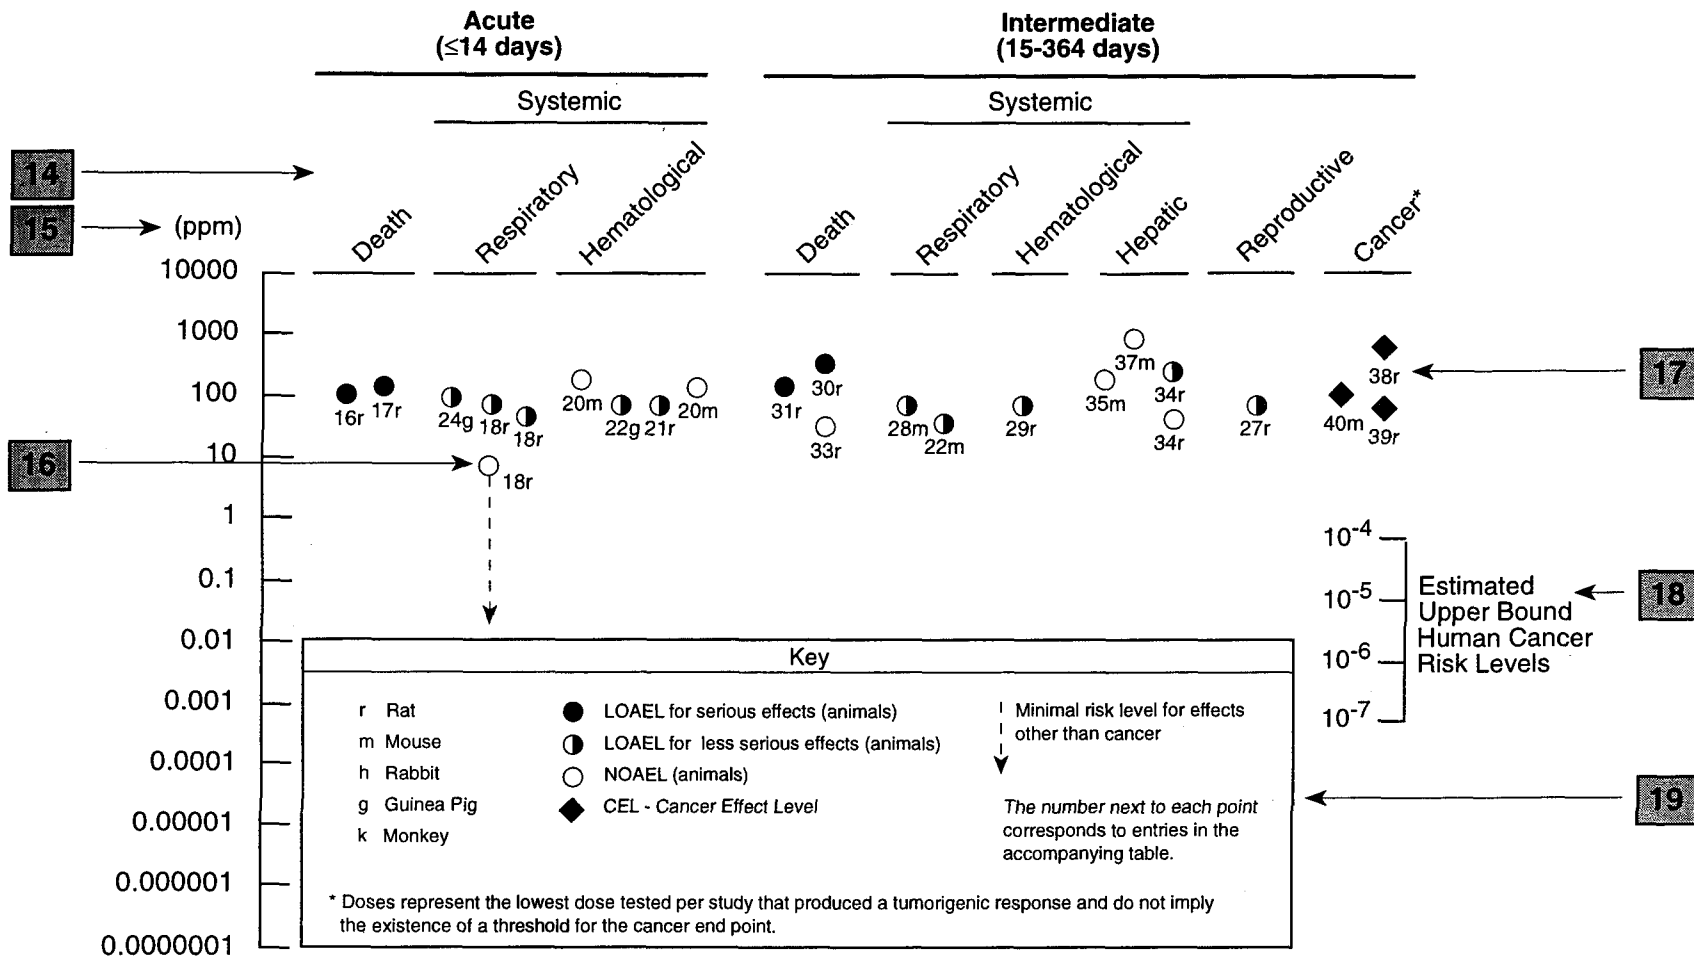 Acute
(≤14 days)
Intermediate
(15-364 days)
Systemic
Systemic
14
15
(ppm)
Death
Respiratory
Hematological
Death
Respiratory
Hematological
Hepatic
Reproductive
Cancer*
10000
1000
100
10
1
0.1
0.01
0.001
0.0001
0.00001
0.000001
0.0000001
16r
17r
24g
18r
18r
20m
22g
21r
20m
31r
30r
33r
28m
22m
29r
37m
35m
34r
34r
27r
40m
38r
39r
17
16
18r
10-4
10-5
10-6
10-7
Estimated
Upper Bound
Human Cancer
Risk Levels
18
Key
r Rat
m Mouse
h Rabbit
g Guinea Pig
k Monkey
LOAEL for serious effects (animals)
LOAEL for less serious effects (animals)
NOAEL (animals)
CEL - Cancer Effect Level
Minimal risk level for effects
other than cancer
The number next to each point
corresponds to entries in the
accompanying table.
* Doses represent the lowest dose tested per study that produced a tumorigenic response and do not imply
the existence of a threshold for the cancer end point.
19